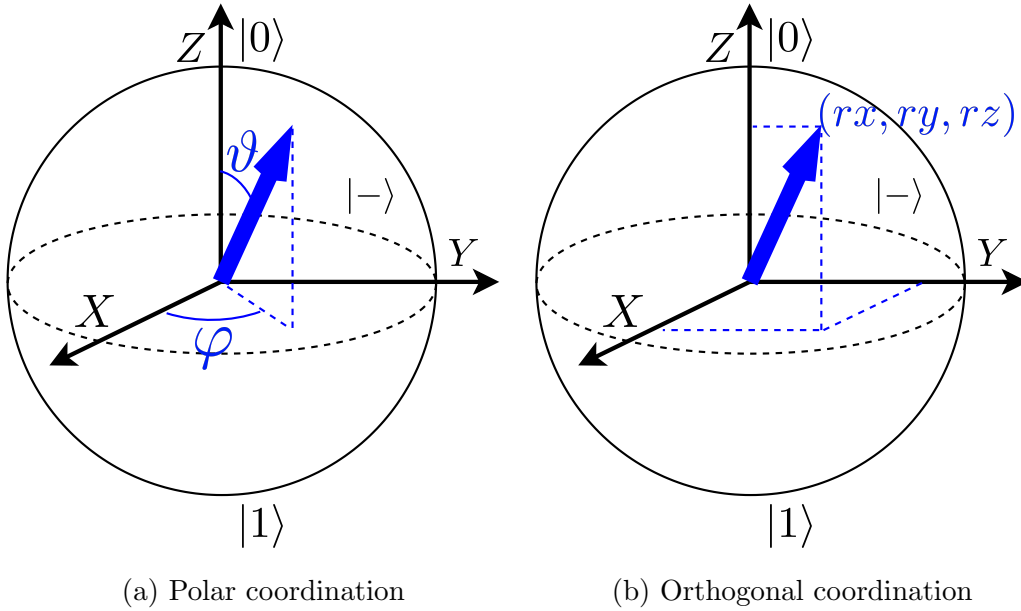 Z |0⟩
ϑ
|−⟩
Y
X
φ
|1⟩
(a) Polar coordination
Z |0⟩
(rx, ry, rz)
|−⟩
Y
X
|1⟩
(b) Orthogonal coordination